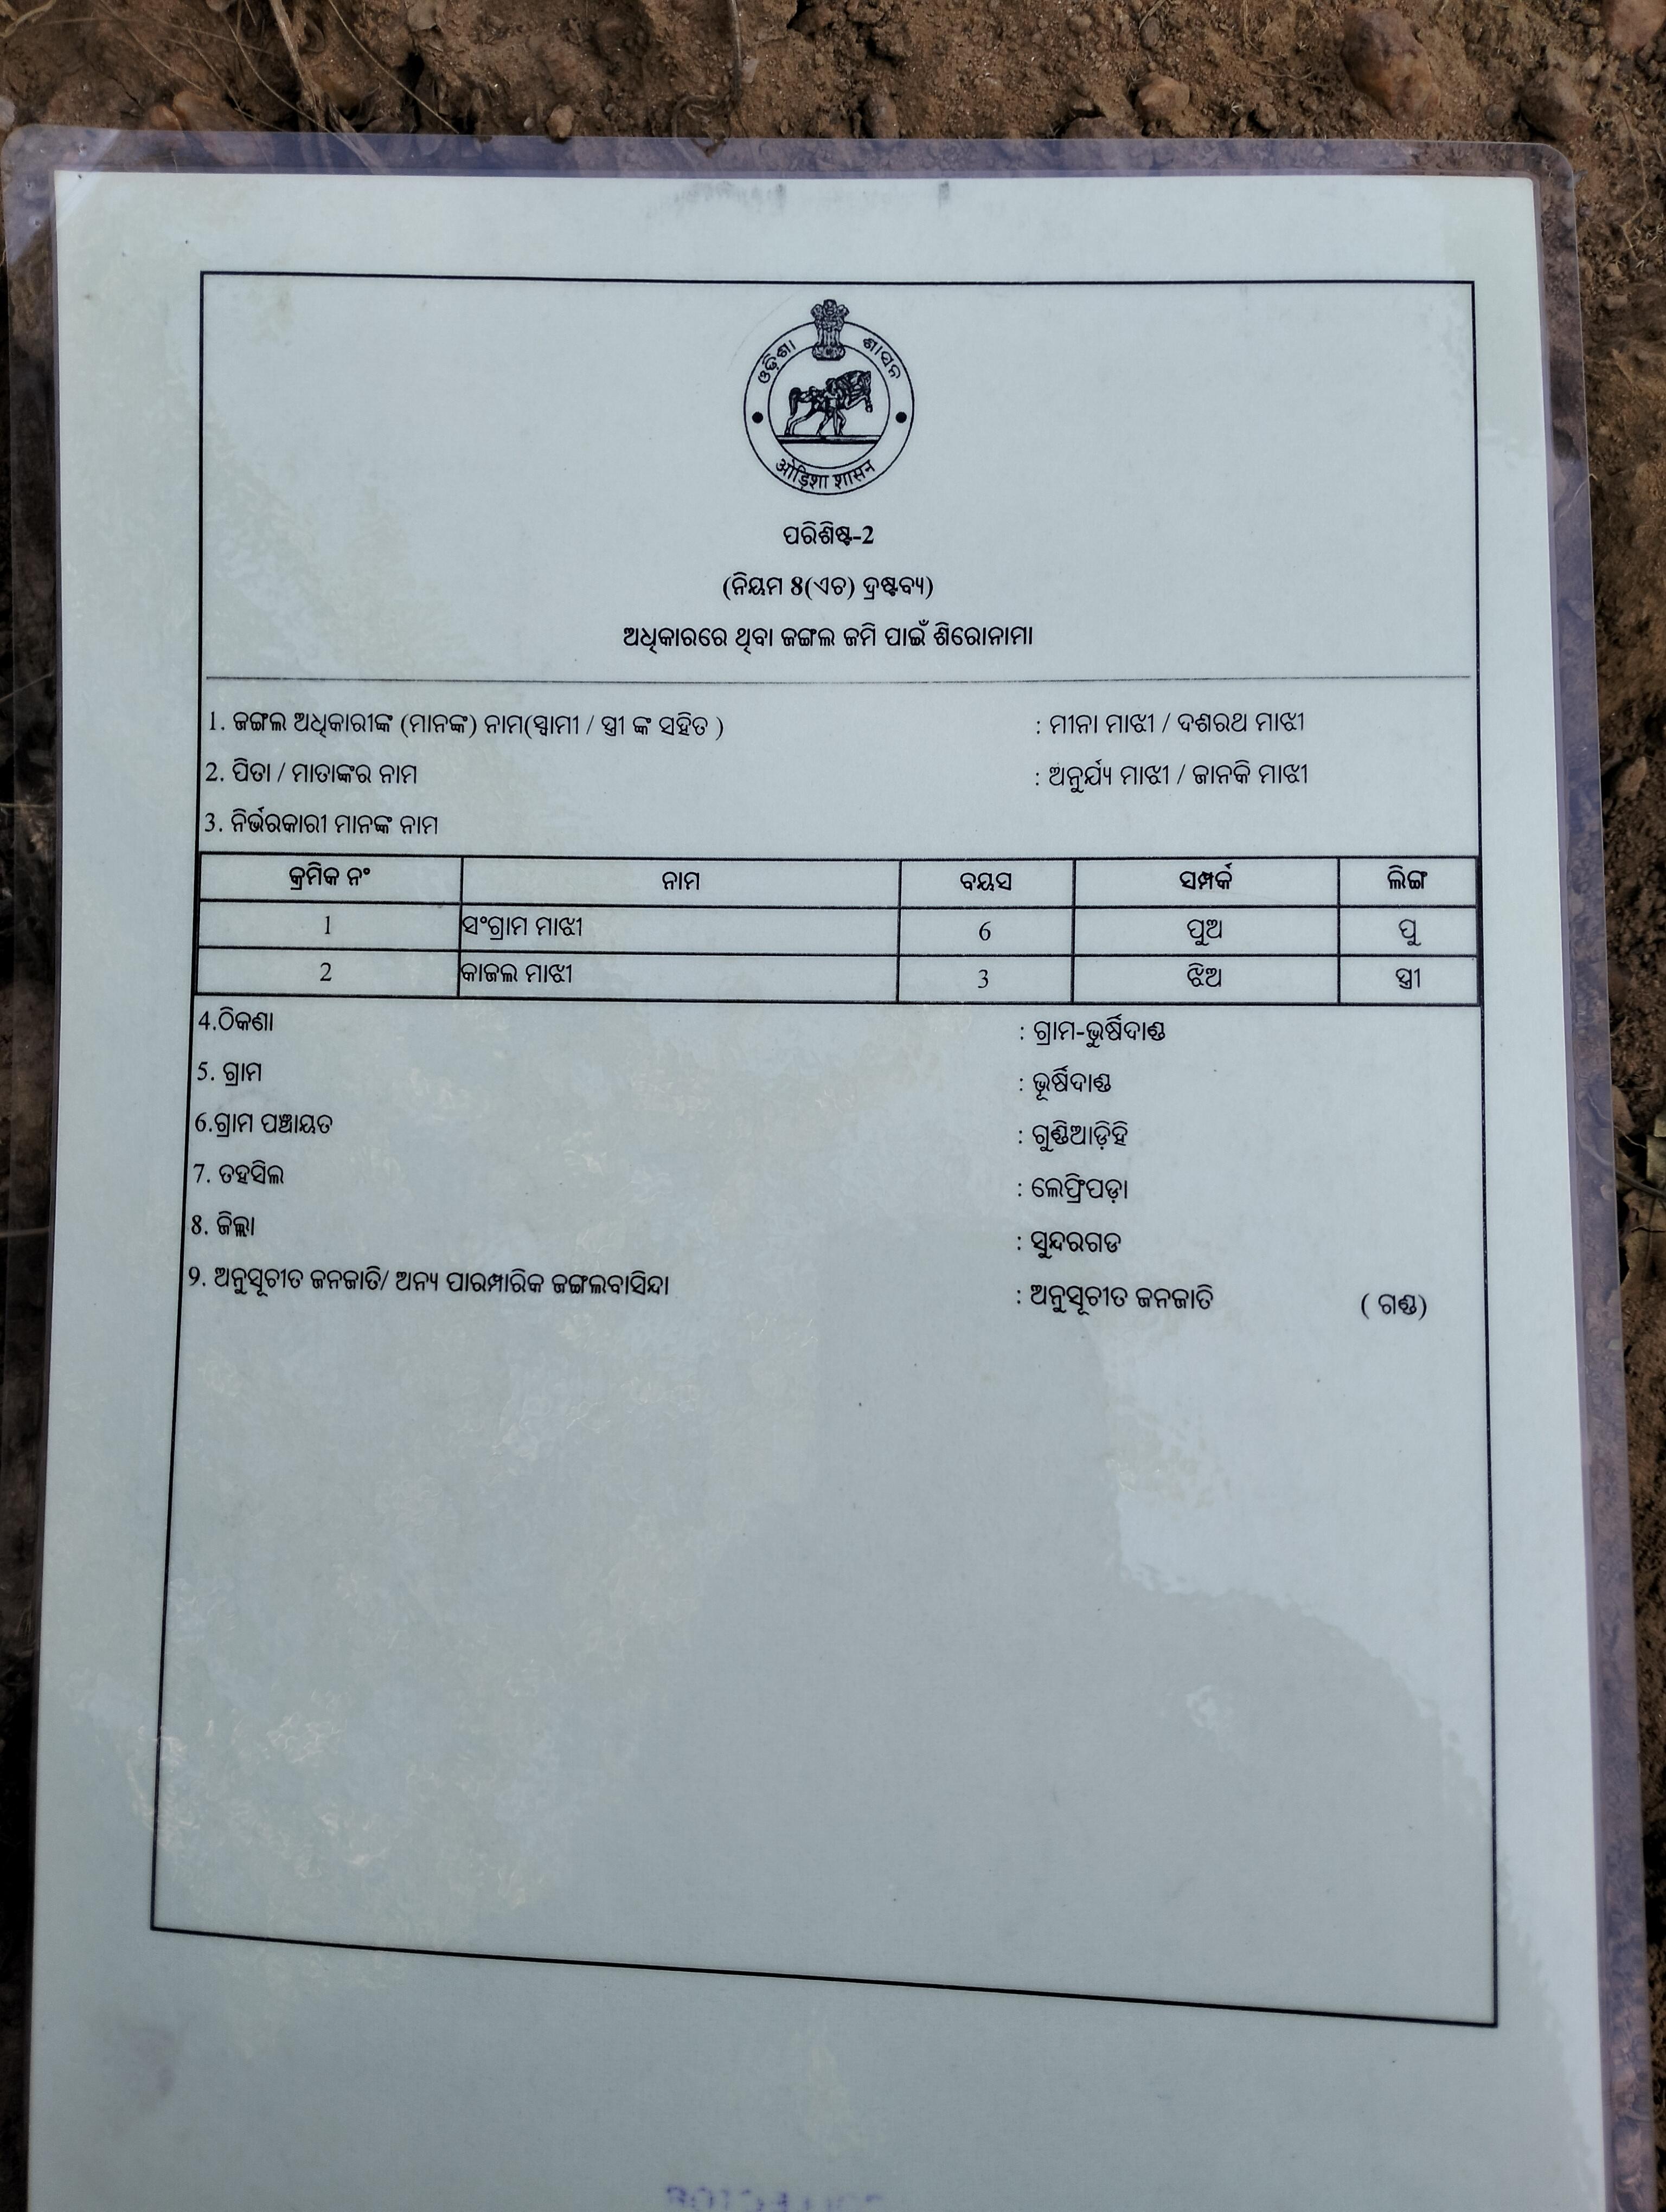 ଓଡ଼ିଶା ଶାସନ
ओड़िशा शासन
ପରିଶିଷ୍ଟ-2
(ନିୟମ 8(ଏଚ) ଦ୍ରଷ୍ଟବ୍ୟ)
ଅଧିକାରରେ ଥିବା ଜଙ୍ଗଲ ଜମି ପାଇଁ ଶିରୋନାମା
1. ଜଙ୍ଗଲ ଅଧିକାରୀଙ୍କ (ମାନଙ୍କ) ନାମ(ସ୍ୱାମୀ / ସ୍ତ୍ରୀ ଙ୍କ ସହିତ ) : ମୀନା ମାଝୀ / ଦଶରଥ ମାଝୀ
2. ପିତା / ମାତାଙ୍କର ନାମ : ଅନୁର୍ଯ୍ୟ ମାଝୀ / ଜାନକି ମାଝୀ
3. ନିର୍ଭରକାରୀ ମାନଙ୍କ ନାମ
କ୍ରମିକ ନଂ ନାମ ବୟସ ସମ୍ପର୍କ ଲିଙ୍ଗ
1 ସଂଗ୍ରାମ ମାଝୀ 6 ପୁଅ ପୁ
2 କାଜଲ ମାଝୀ 3 ଝିଅ ସ୍ତ୍ରୀ
4.ଠିକଣା : ଗ୍ରାମ-ଭୁର୍ଷିଦାଣ୍ଡ
5. ଗ୍ରାମ : ଭୂର୍ଷିଦାଣ୍ଡ
6.ଗ୍ରାମ ପଞ୍ଚାୟତ : ଗୁଣ୍ଡିଆଡ଼ିହି
7. ତହସିଲ : ଲେଫ୍ରିପଡ଼ା
8. ଜିଲ୍ଲା : ସୁନ୍ଦରଗଡ
9. ଅନୁସୂଚୀତ ଜନଜାତି/ ଅନ୍ୟ ପାରମ୍ପାରିକ ଜଙ୍ଗଲବାସିନ୍ଦା : ଅନୁସୂଚୀତ ଜନଜାତି ( ଗଣ୍ଡ)